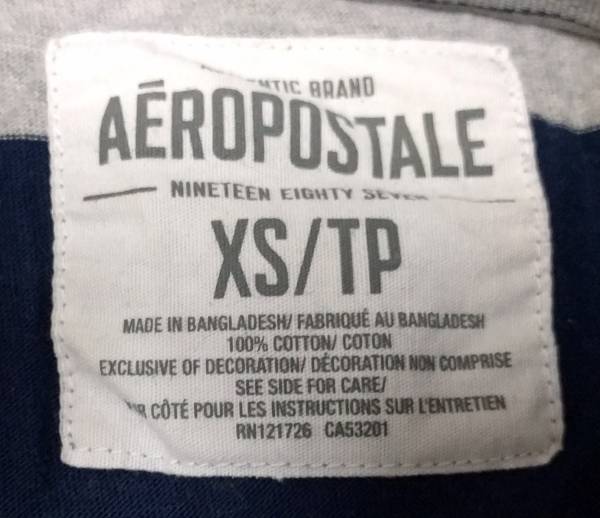 BRAND
AÉROPOSTALE
NINETEEN EIGHTY SEVEN
XS/TP
MADE IN BANGLADESH/ FABRIQUÉ AU BANGLADESH
100% COTTON/ COTON
EXCLUSIVE OF DECORATION/ DÉCORATION NON COMPRISE
SEE SIDE FOR CARE/
CÔTÉ POUR LES INSTRUCTIONS SUR L'ENTRETIEN
RN121726 CA53201